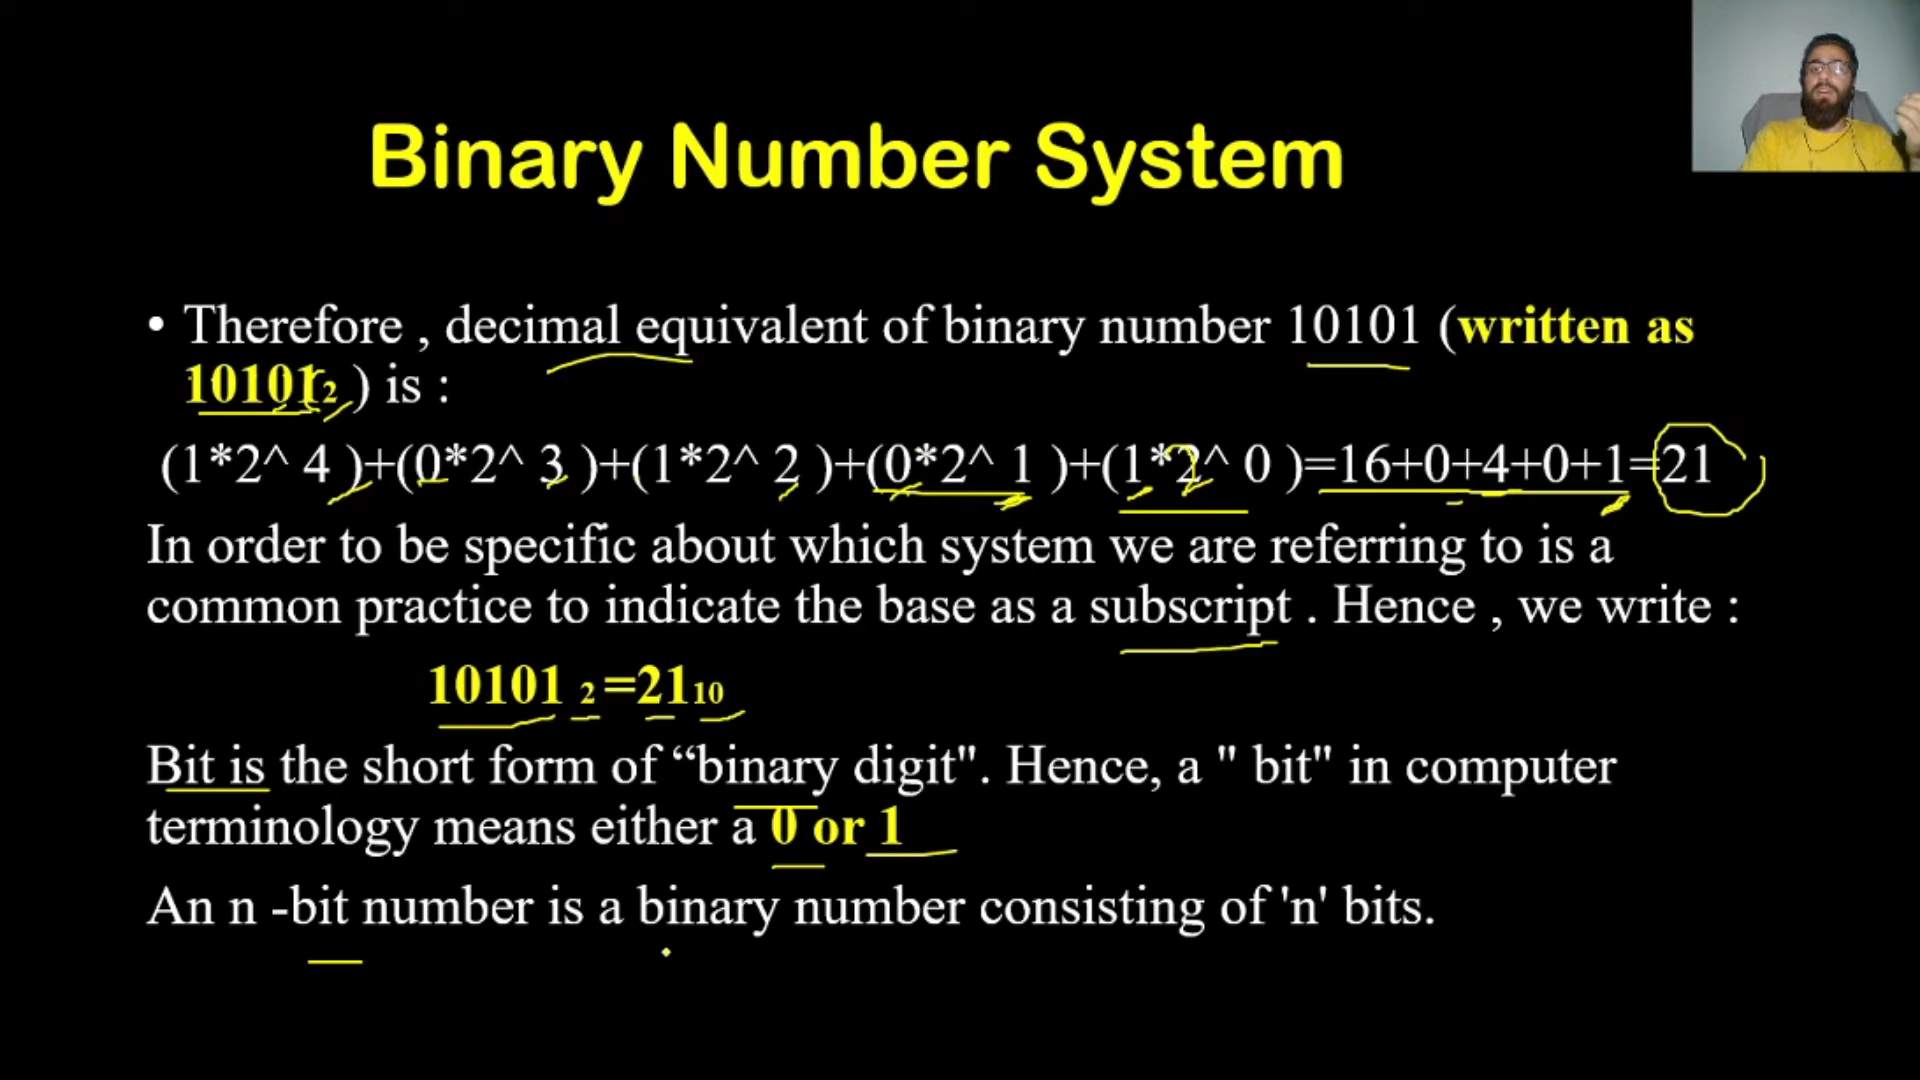 Binary Number System
• Therefore , decimal equivalent of binary number 10101 (written as
10101₂ ) is :
(1*2^ 4 )+(0*2^ 3 )+(1*2^ 2 )+(0*2^ 1 )+(1*2^ 0 )=16+0+4+0+1=21
In order to be specific about which system we are referring to is a
common practice to indicate the base as a subscript . Hence , we write :
10101 ₂ =21₁₀
Bit is the short form of “binary digit". Hence, a " bit" in computer
terminology means either a 0 or 1
An n -bit number is a binary number consisting of 'n' bits.